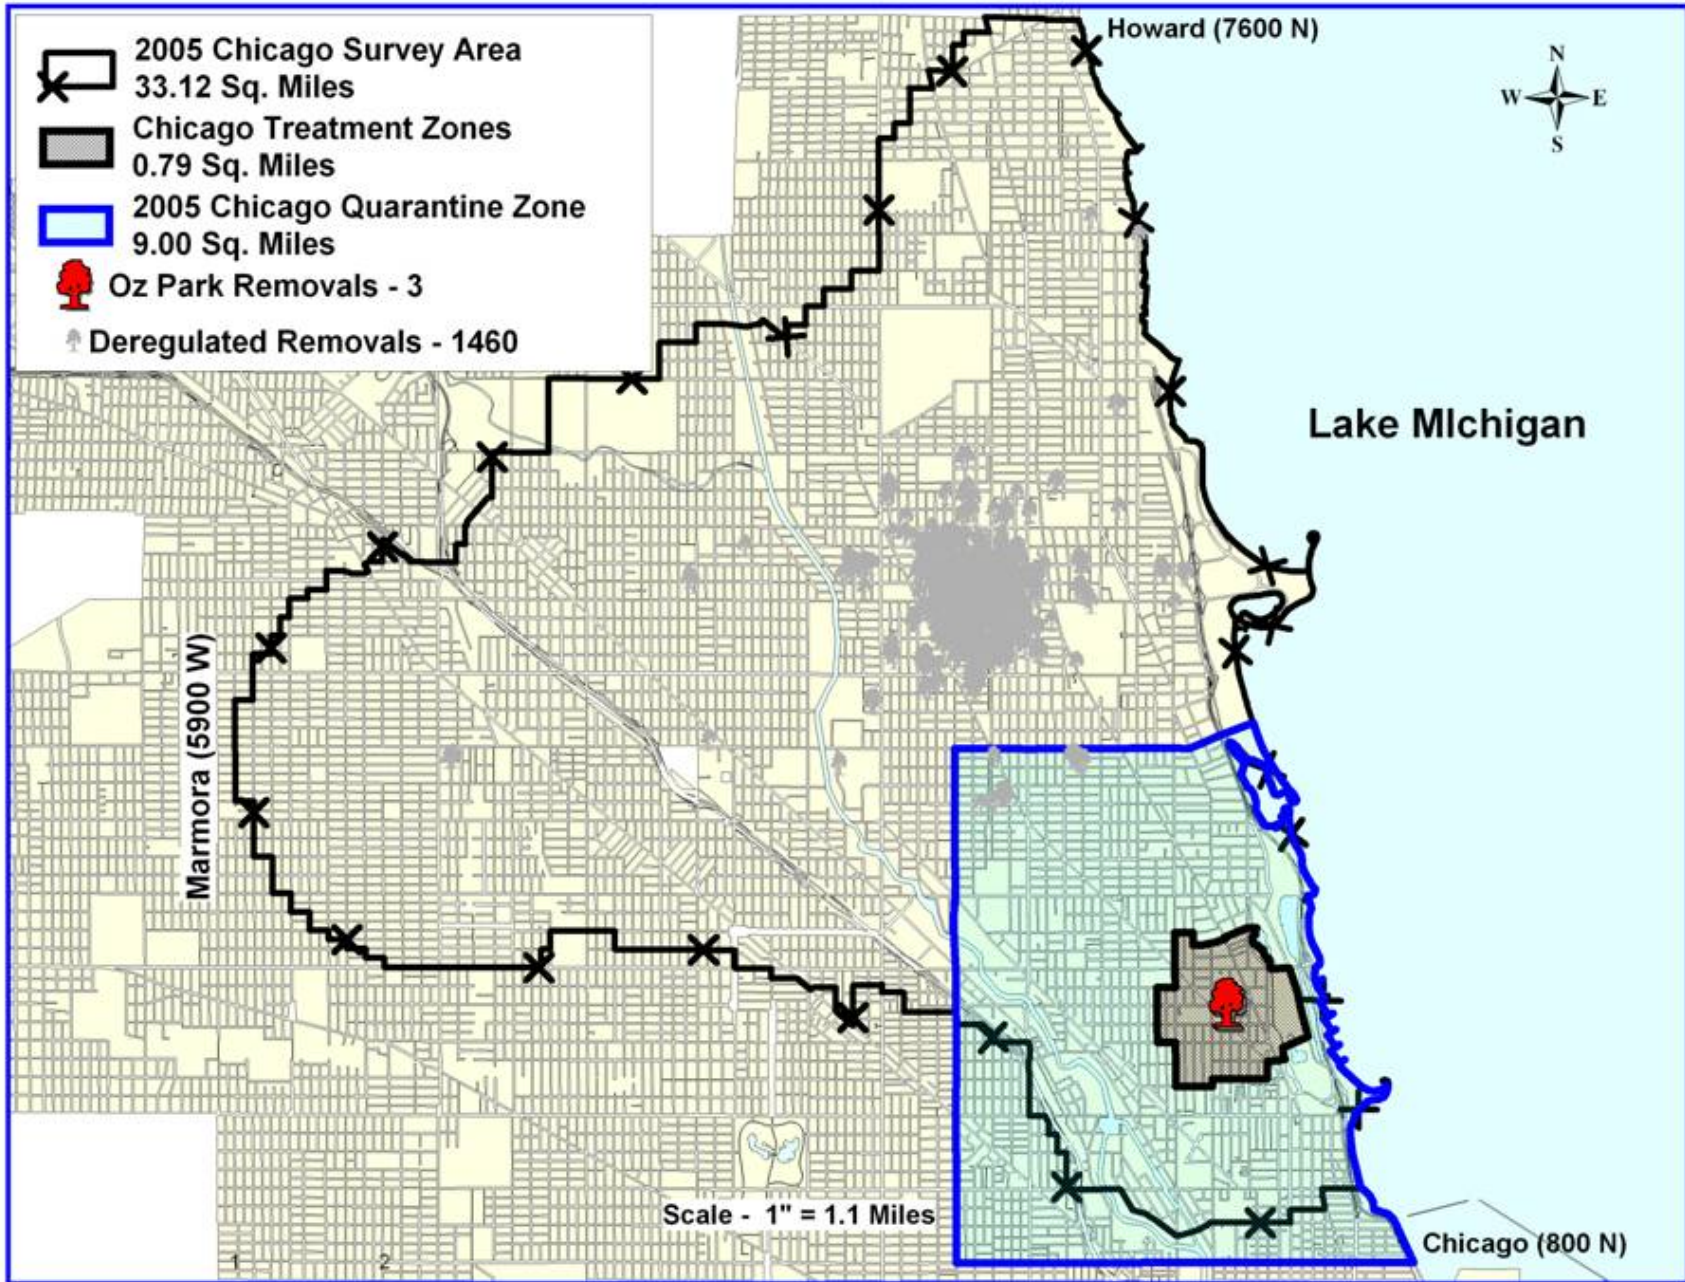 2005 Chicago Survey Area
33.12 Sq. Miles
Chicago Treatment Zones
0.79 Sq. Miles
2005 Chicago Quarantine Zone
9.00 Sq. Miles
Oz Park Removals - 3
Deregulated Removals - 1460
Howard (7600 N)
N
W E
S
Lake MIchigan
Marmora (5900 W)
Scale - 1" = 1.1 Miles
Chicago (800 N)
1 2